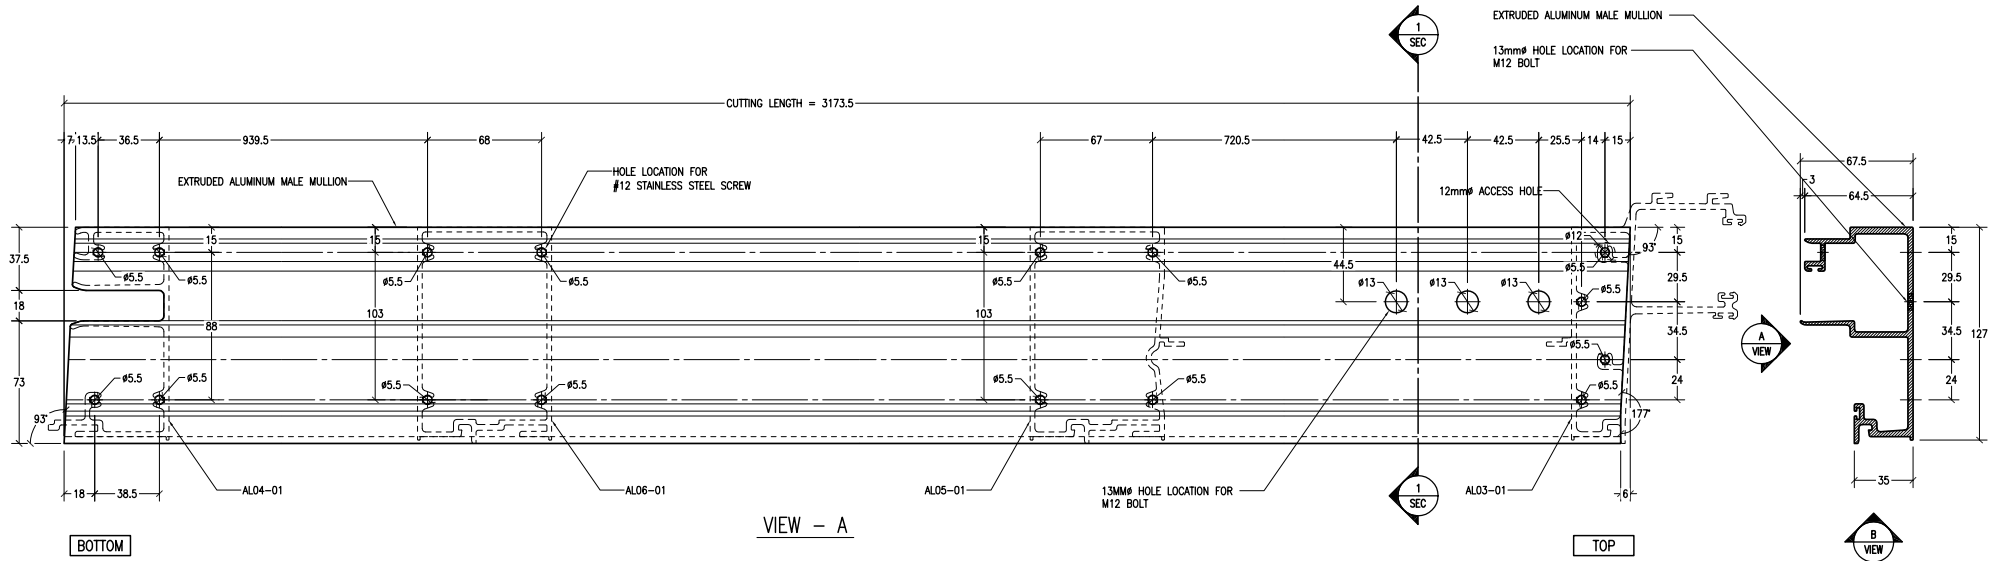 EXTRUDED ALUMINUM MALE MULLION
13mmø HOLE LOCATION FOR
M12 BOLT
1
SEC
CUTTING LENGTH = 3173.5
7
13.5
36.5
939.5
68
67
720.5
42.5
42.5
25.5
14
15
67.5
3
64.5
HOLE LOCATION FOR
#12 STAINLESS STEEL SCREW
EXTRUDED ALUMINUM MALE MULLION
12mmø ACCESS HOLE
15
15
15
ø12
93°
15
15
37.5
ø5.5
ø5.5
ø5.5
ø5.5
ø5.5
ø5.5
ø5.5
44.5
29.5
29.5
ø13
ø13
ø13
ø5.5
18
88
103
103
34.5
34.5
127
A
VIEW
ø5.5
73
ø5.5
ø5.5
ø5.5
ø5.5
ø5.5
ø5.5
ø5.5
24
24
93°
177°
18
38.5
AL04-01
AL06-01
AL05-01
13MMø HOLE LOCATION FOR
M12 BOLT
1
SEC
AL03-01
6
35
VIEW - A
BOTTOM
TOP
B
VIEW